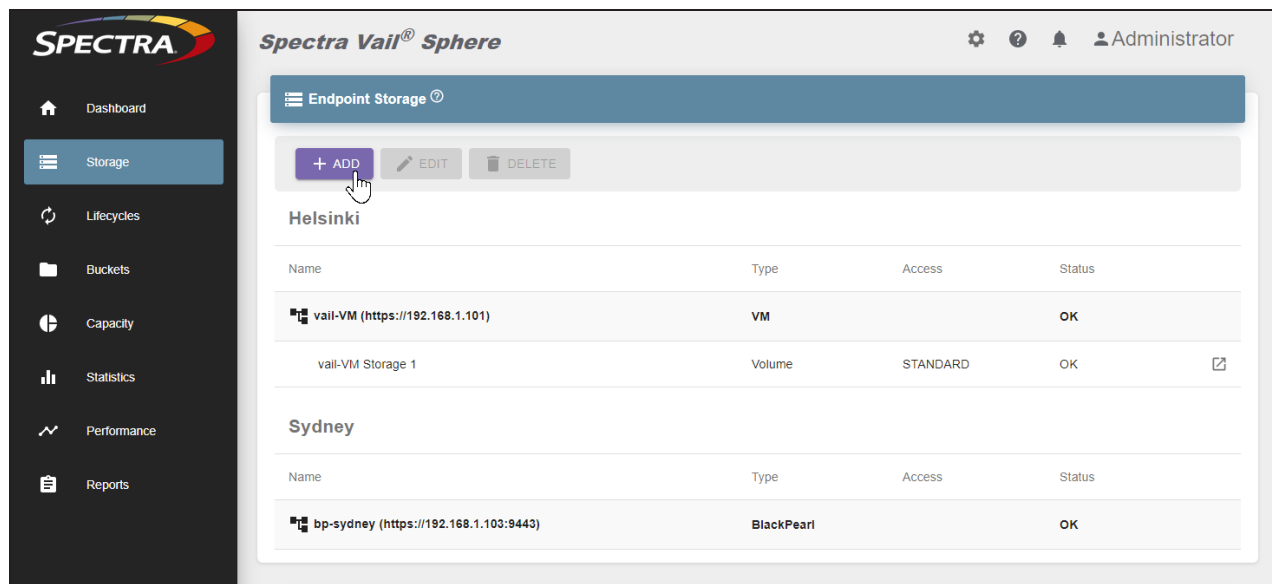 SPECTRA
Spectra Vail® Sphere
Administrator
Dashboard
Storage
Lifecycles
Buckets
Capacity
Statistics
Performance
Reports
Endpoint Storage
+ ADD
EDIT
DELETE
Helsinki
Name Type Access Status
vail-VM (https://192.168.1.101) VM OK
vail-VM Storage 1 Volume STANDARD OK
Sydney
Name Type Access Status
bp-sydney (https://192.168.1.103:9443) BlackPearl OK